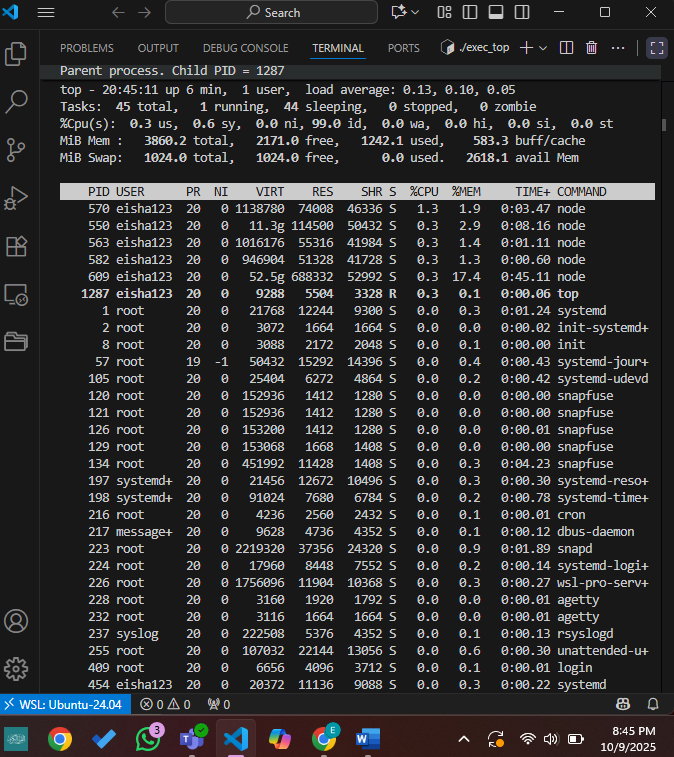 Search
PROBLEMS OUTPUT DEBUG CONSOLE TERMINAL PORTS ./exec_top
Parent process. Child PID = 1287
top - 20:45:11 up 6 min, 1 user, load average: 0.13, 0.10, 0.05
Tasks: 45 total, 1 running, 44 sleeping, 0 stopped, 0 zombie
%Cpu(s): 0.3 us, 0.6 sy, 0.0 ni, 99.0 id, 0.0 wa, 0.0 hi, 0.0 si, 0.0 st
MiB Mem : 3860.2 total, 2171.0 free, 1242.1 used, 583.3 buff/cache
MiB Swap: 1024.0 total, 1024.0 free, 0.0 used. 2618.1 avail Mem
PID USER PR NI VIRT RES SHR S %CPU %MEM TIME+ COMMAND
570 eisha123 20 0 1138780 74008 46336 S 1.3 1.9 0:03.47 node
550 eisha123 20 0 11.3g 114500 50432 S 0.3 2.9 0:08.16 node
563 eisha123 20 0 1016176 55316 41984 S 0.3 1.4 0:01.11 node
582 eisha123 20 0 946904 51328 41728 S 0.3 1.3 0:00.60 node
609 eisha123 20 0 52.5g 688332 52992 S 0.3 17.4 0:45.11 node
1287 eisha123 20 0 9288 5504 3328 R 0.3 0.1 0:00.06 top
1 root 20 0 21768 12244 9300 S 0.0 0.3 0:01.24 systemd
2 root 20 0 3072 1664 1664 S 0.0 0.0 0:00.02 init-systemd+
8 root 20 0 3088 2172 2048 S 0.0 0.1 0:00.00 init
57 root 19 -1 50432 15292 14396 S 0.0 0.4 0:00.43 systemd-jour+
105 root 20 0 25404 6272 4864 S 0.0 0.2 0:00.42 systemd-udevd
120 root 20 0 152936 1412 1280 S 0.0 0.0 0:00.00 snapfuse
121 root 20 0 152936 1412 1280 S 0.0 0.0 0:00.00 snapfuse
126 root 20 0 153200 1412 1280 S 0.0 0.0 0:00.01 snapfuse
129 root 20 0 153068 1668 1408 S 0.0 0.0 0:00.00 snapfuse
134 root 20 0 451992 11428 1408 S 0.0 0.3 0:04.23 snapfuse
197 systemd+ 20 0 21456 12672 10496 S 0.0 0.3 0:00.30 systemd-reso+
198 systemd+ 20 0 91024 7680 6784 S 0.0 0.2 0:00.78 systemd-time+
216 root 20 0 4236 2560 2432 S 0.0 0.1 0:00.01 cron
217 message+ 20 0 9628 4736 4352 S 0.0 0.1 0:00.12 dbus-daemon
223 root 20 0 2219320 37356 24320 S 0.0 0.9 0:01.89 snapd
224 root 20 0 17960 8448 7552 S 0.0 0.2 0:00.14 systemd-logi+
226 root 20 0 1756096 11904 10368 S 0.0 0.3 0:00.27 wsl-pro-serv+
228 root 20 0 3160 1920 1792 S 0.0 0.0 0:00.01 agetty
232 root 20 0 3116 1664 1664 S 0.0 0.0 0:00.01 agetty
237 syslog 20 0 222508 5376 4352 S 0.0 0.1 0:00.13 rsyslogd
255 root 20 0 107032 22144 13056 S 0.0 0.6 0:00.30 unattended-u+
409 root 20 0 6656 4096 3712 S 0.0 0.1 0:00.01 login
454 eisha123 20 0 20372 11136 9088 S 0.0 0.3 0:00.22 systemd
WSL: Ubuntu-24.04 0 0 0
3 E
8:45 PM
10/9/2025